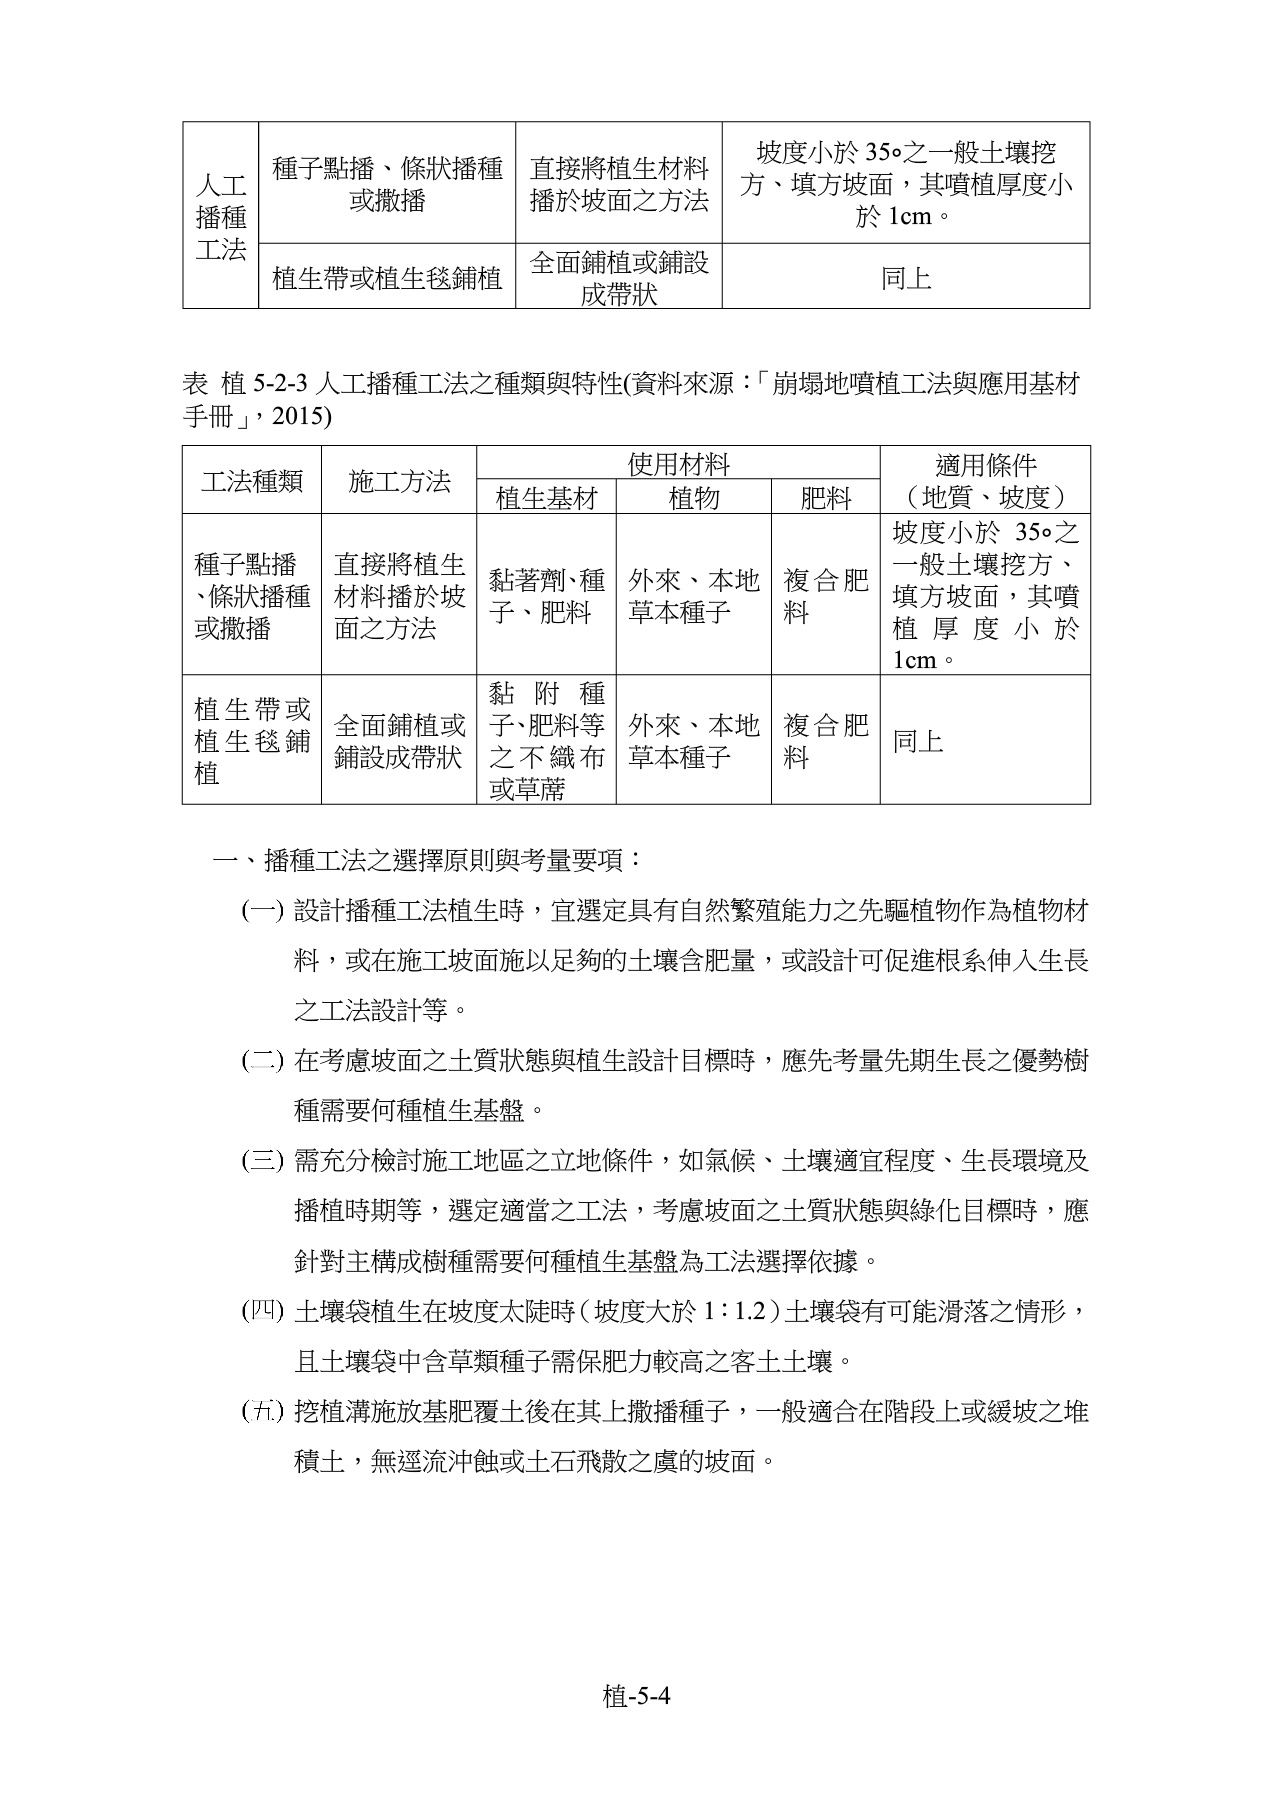 人工
播種
工法
種子點播、條狀播種
或撒播
直接將植生材料
播於坡面之方法
坡度小於 35∘之一般土壤挖
方、填方坡面，其噴植厚度小
於 1cm。
植生帶或植生毯鋪植
全面鋪植或鋪設
成帶狀
同上
表 植 5-2-3 人工播種工法之種類與特性(資料來源：「崩塌地噴植工法與應用基材
手冊」，2015)
工法種類
施工方法
使用材料
適用條件
（地質、坡度）
植生基材
植物
肥料
種子點播
、條狀播種
或撒播
直接將植生
材料播於坡
面之方法
黏著劑、種
子、肥料
外來、本地
草本種子
複合肥
料
坡度小於 35∘之
一般土壤挖方、
填方坡面，其噴
植厚度小於
1cm。
植生帶或
植生毯鋪
植
全面鋪植或
鋪設成帶狀
黏附種
子、肥料等
之不織布
或草蓆
外來、本地
草本種子
複合肥
料
同上
一、播種工法之選擇原則與考量要項：
(一) 設計播種工法植生時，宜選定具有自然繁殖能力之先驅植物作為植物材
料，或在施工坡面施以足夠的土壤含肥量，或設計可促進根系伸入生長
之工法設計等。
(二) 在考慮坡面之土質狀態與植生設計目標時，應先考量先期生長之優勢樹
種需要何種植生基盤。
(三) 需充分檢討施工地區之立地條件，如氣候、土壤適宜程度、生長環境及
播植時期等，選定適當之工法，考慮坡面之土質狀態與綠化目標時，應
針對主構成樹種需要何種植生基盤為工法選擇依據。
(四) 土壤袋植生在坡度太陡時（坡度大於 1：1.2）土壤袋有可能滑落之情形，
且土壤袋中含草類種子需保肥力較高之客土土壤。
(五) 挖植溝施放基肥覆土後在其上撒播種子，一般適合在階段上或緩坡之堆
積土，無逕流沖蝕或土石飛散之虞的坡面。
植-5-4